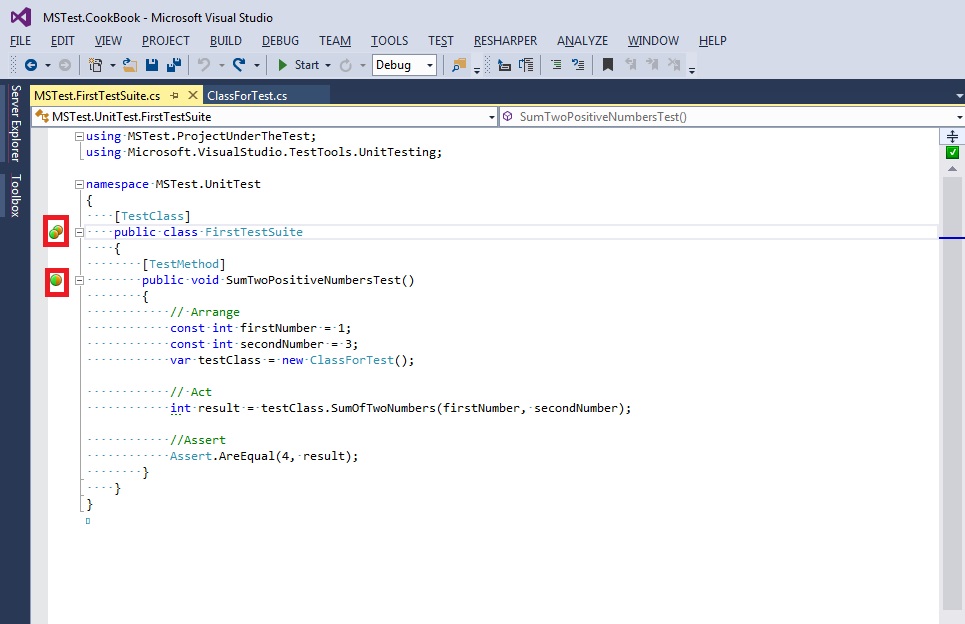 MSTest.CookBook - Microsoft Visual Studio
FILE EDIT VIEW PROJECT BUILD DEBUG TEAM TOOLS TEST RESHARPER ANALYZE WINDOW HELP
Start Debug
Server Explorer
Toolbox
MSTest.FirstTestSuite.cs ClassForTest.cs
MSTest.UnitTest.FirstTestSuite SumTwoPositiveNumbersTest()
using MSTest.ProjectUnderTheTest;
using Microsoft.VisualStudio.TestTools.UnitTesting;
namespace MSTest.UnitTest
{
[TestClass]
public class FirstTestSuite
{
[TestMethod]
public void SumTwoPositiveNumbersTest()
{
// Arrange
const int firstNumber = 1;
const int secondNumber = 3;
var testClass = new ClassForTest();
// Act
int result = testClass.SumOfTwoNumbers(firstNumber, secondNumber);
//Assert
Assert.AreEqual(4, result);
}
}
}